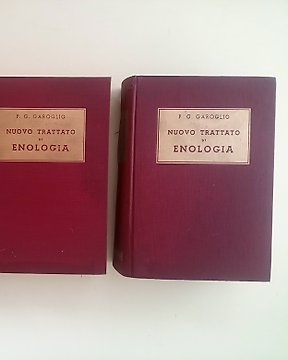 P. G. GAROGLIO
NUOVO TRATTATO
DI
ENOLOGIA
P. G. GAROGLIO
NUOVO TRATTATO
DI
ENOLOGIA